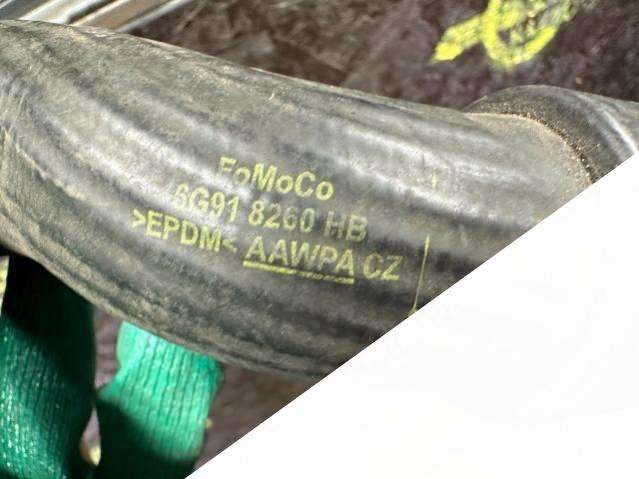 FoMoCo
6G91 8260 HB
>EPDM< AAWPA CZ